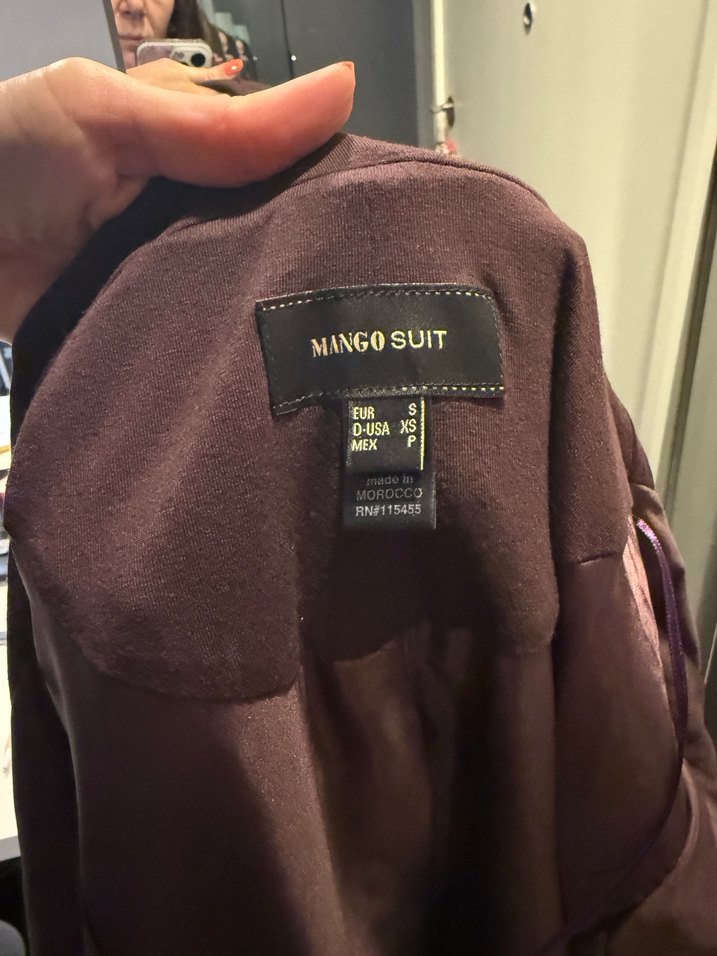 MANGO SUIT
EUR S
D-USA XS
MEX P
made in
MOROCCO
RN#115455